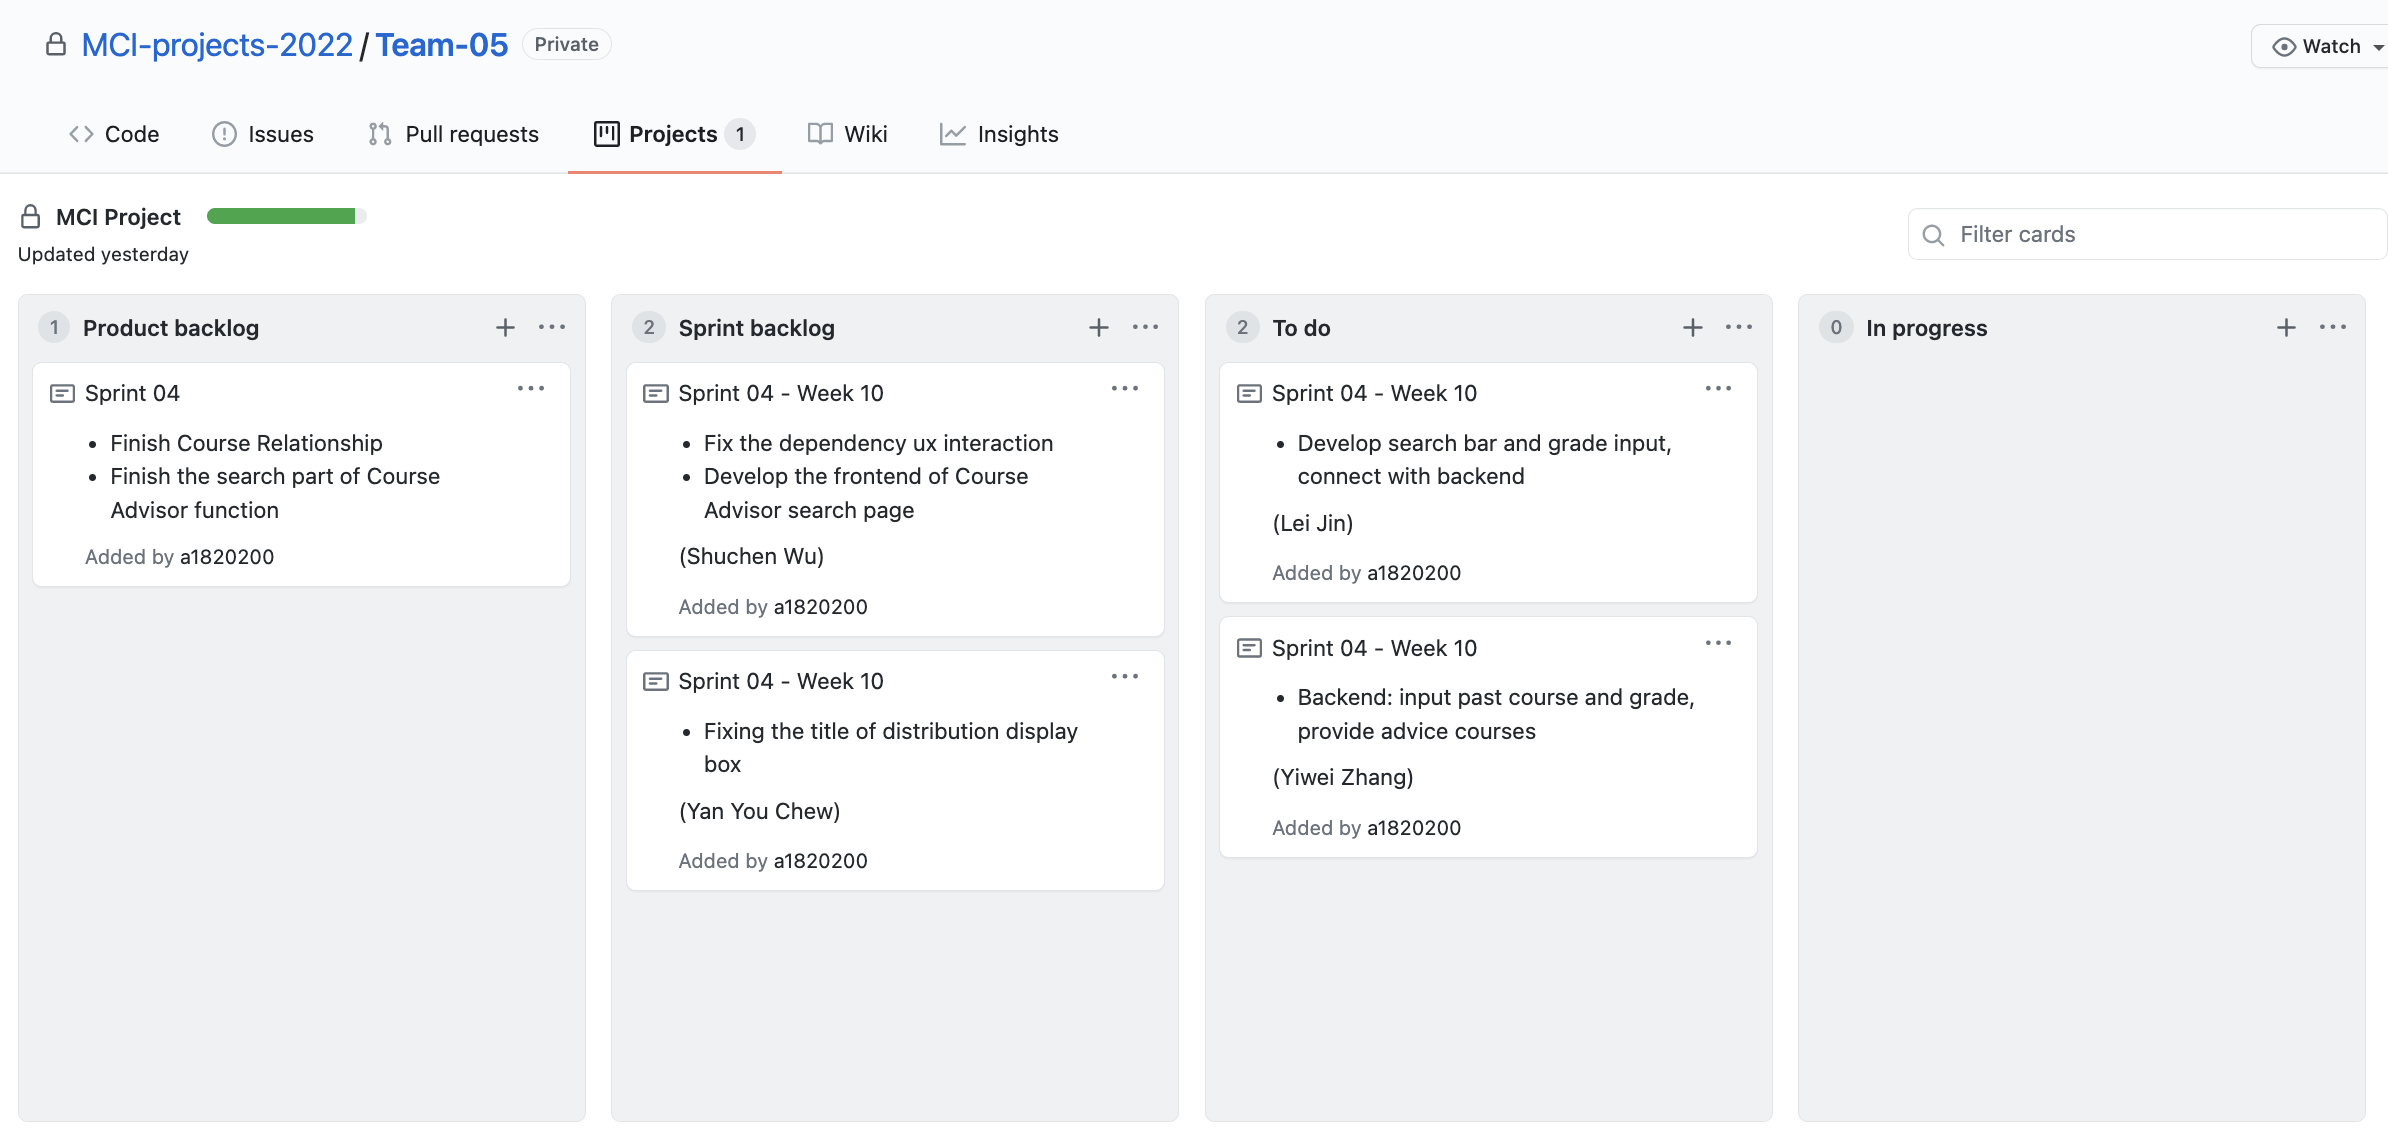 MCI-projects-2022 / Team-05 Private
Watch
Code
Issues
Pull requests
Projects 1
Wiki
Insights
MCI Project
Updated yesterday
Filter cards
1 Product backlog
Sprint 04
• Finish Course Relationship
• Finish the search part of Course
Advisor function
Added by a1820200
2 Sprint backlog
Sprint 04 - Week 10
• Fix the dependency ux interaction
• Develop the frontend of Course
Advisor search page
(Shuchen Wu)
Added by a1820200
Sprint 04 - Week 10
• Fixing the title of distribution display
box
(Yan You Chew)
Added by a1820200
2 To do
Sprint 04 - Week 10
• Develop search bar and grade input,
connect with backend
(Lei Jin)
Added by a1820200
Sprint 04 - Week 10
• Backend: input past course and grade,
provide advice courses
(Yiwei Zhang)
Added by a1820200
0 In progress